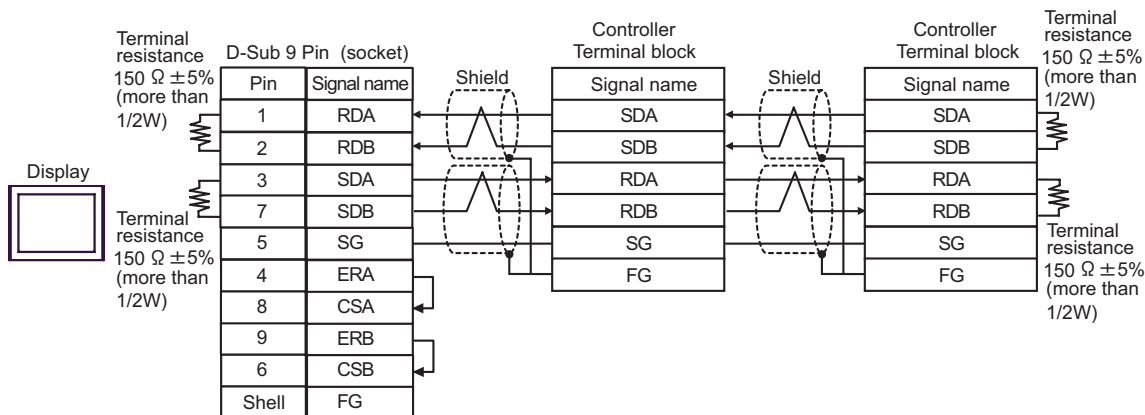 Display
Terminal
resistance
150 Ω ±5%
(more than
1/2W)
Terminal
resistance
150 Ω ±5%
(more than
1/2W)
D-Sub 9 Pin (socket)
Pin Signal name
1 RDA
2 RDB
3 SDA
7 SDB
5 SG
4 ERA
8 CSA
9 ERB
6 CSB
Shell FG
Shield
Controller
Terminal block
Signal name
SDA
SDB
RDA
RDB
SG
FG
Shield
Controller
Terminal block
Signal name
SDA
SDB
RDA
RDB
SG
FG
Terminal
resistance
150 Ω ±5%
(more than
1/2W)
Terminal
resistance
150 Ω ±5%
(more than
1/2W)